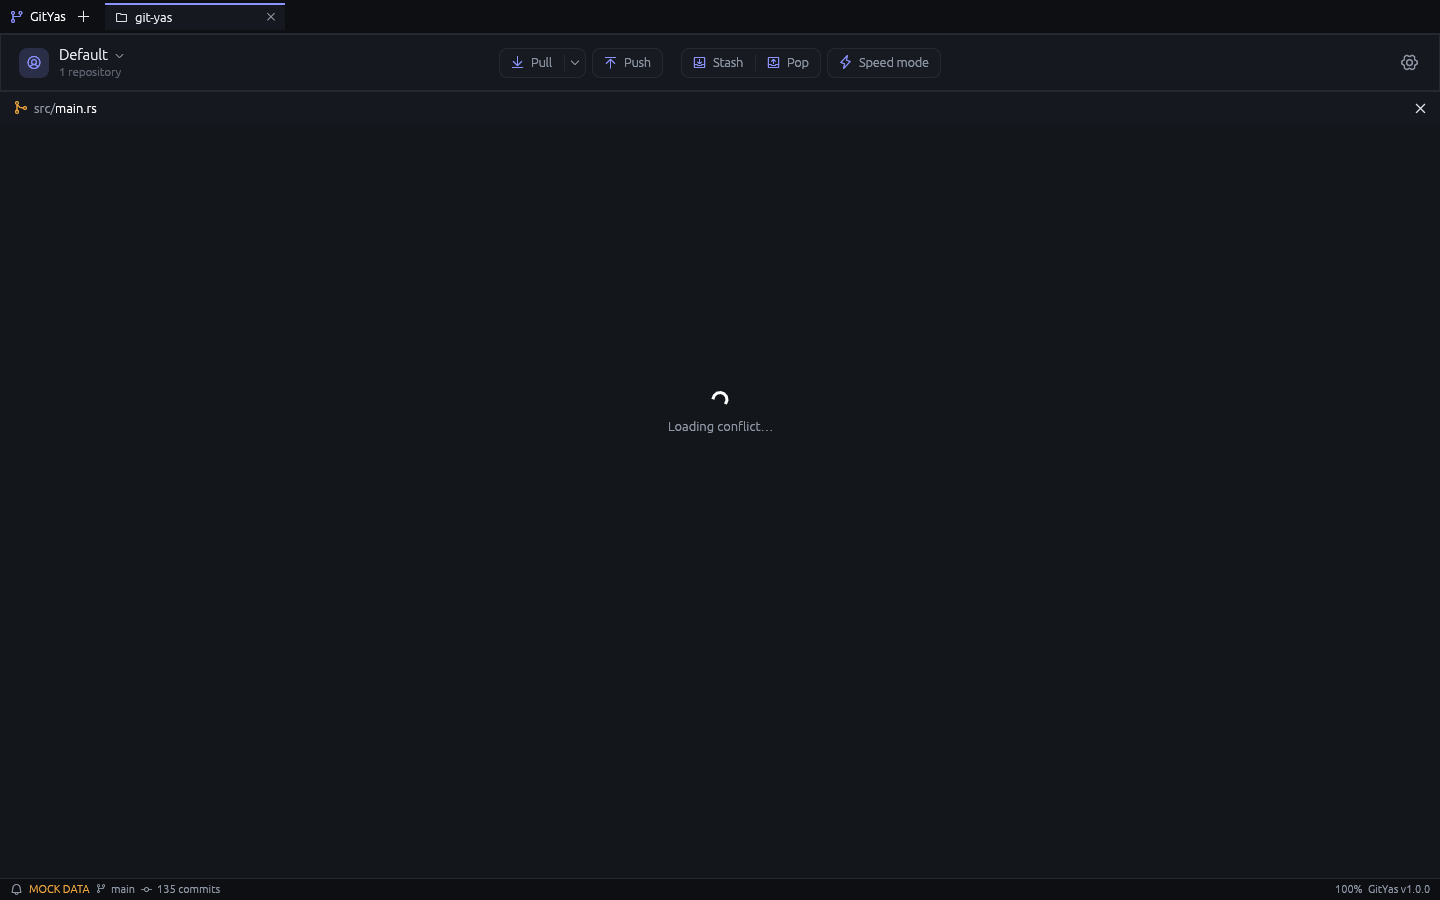 GitYas
git-yas
Default
1 repository
Pull
Push
Stash
Pop
Speed mode
src/main.rs
Loading conflict...
MOCK DATA main 135 commits
100% GitYas v1.0.0